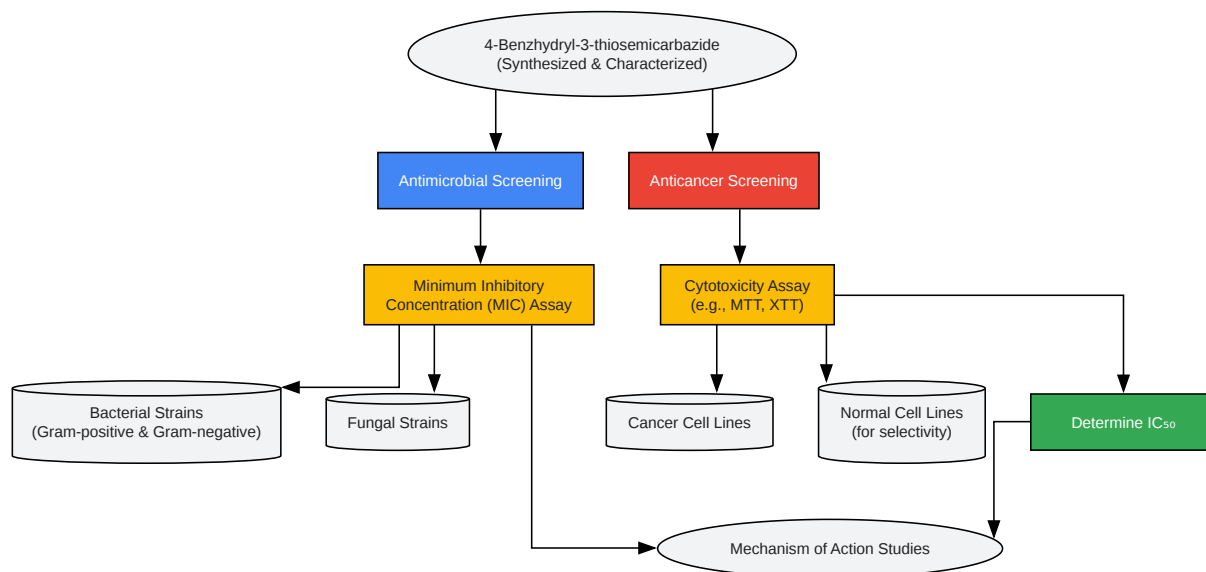 4-Benzhydryl-3-thiosemicarbazide
(Synthesized & Characterized)
Antimicrobial Screening
Anticancer Screening
Minimum Inhibitory
Concentration (MIC) Assay
Cytotoxicity Assay
(e.g., MTT, XTT)
Bacterial Strains
(Gram-positive & Gram-negative)
Fungal Strains
Cancer Cell Lines
Normal Cell Lines
(for selectivity)
Determine IC₅₀
Mechanism of Action Studies